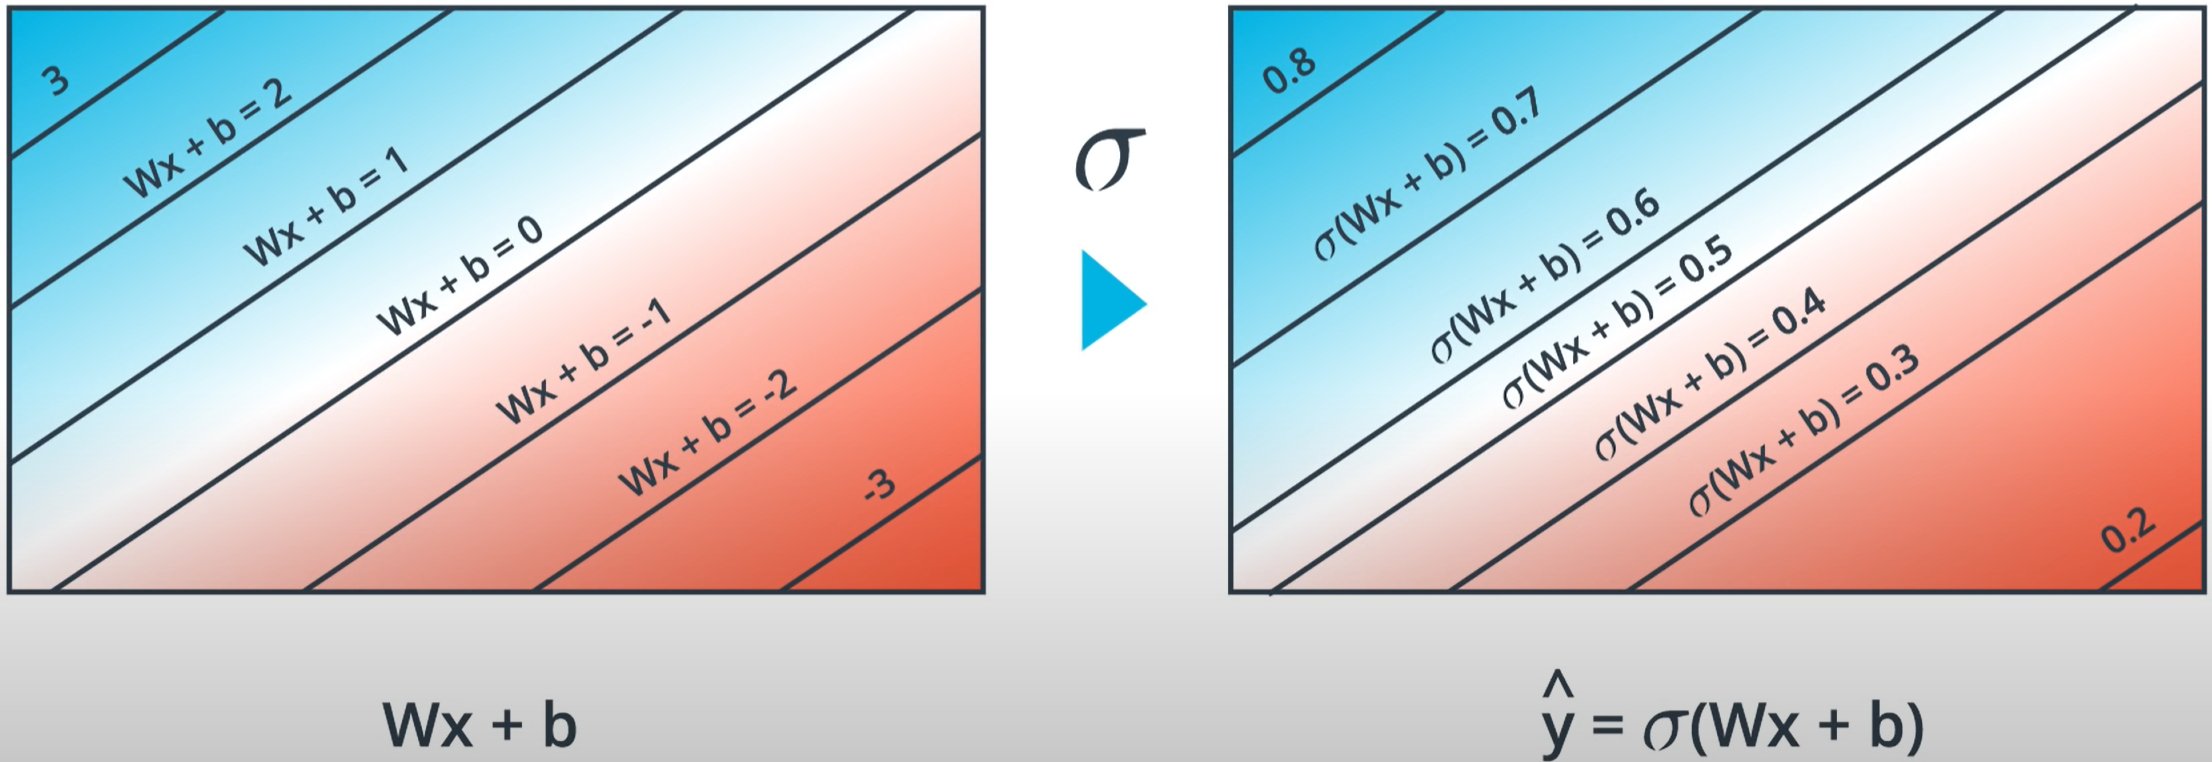 3
Wx + b = 2
Wx + b = 1
Wx + b = 0
Wx + b = -1
Wx + b = -2
-3
Wx + b
σ
0.8
σ(Wx + b) = 0.7
σ(Wx + b) = 0.6
σ(Wx + b) = 0.5
σ(Wx + b) = 0.4
σ(Wx + b) = 0.3
0.2
ŷ = σ(Wx + b)